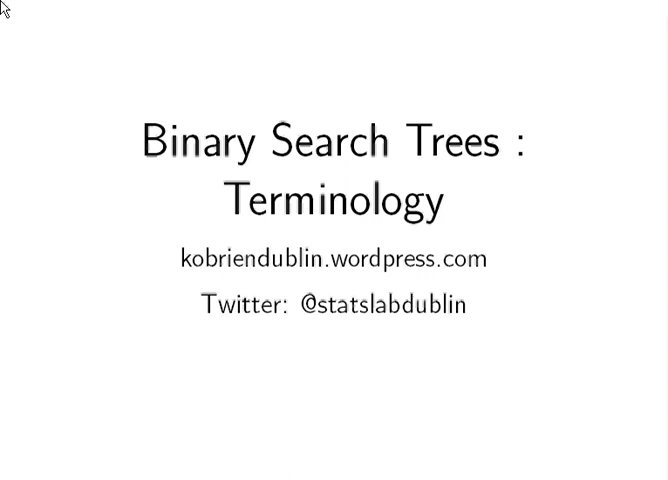 Binary Search Trees :
Terminology
kobriendublin.wordpress.com
Twitter: @statslabdublin